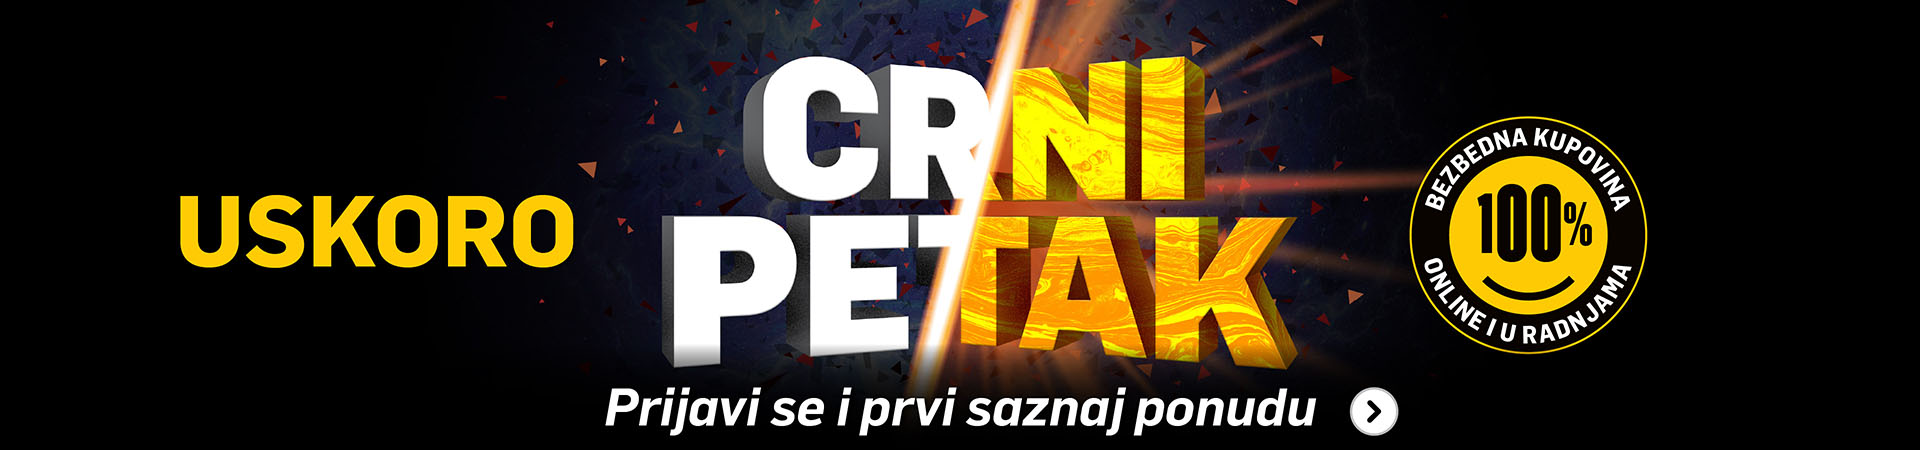 USKORO
CRNI
PETAK
BEZBEDNA KUPOVINA
100%
ONLINE I U RADNJAMA
Prijavi se i prvi saznaj ponudu